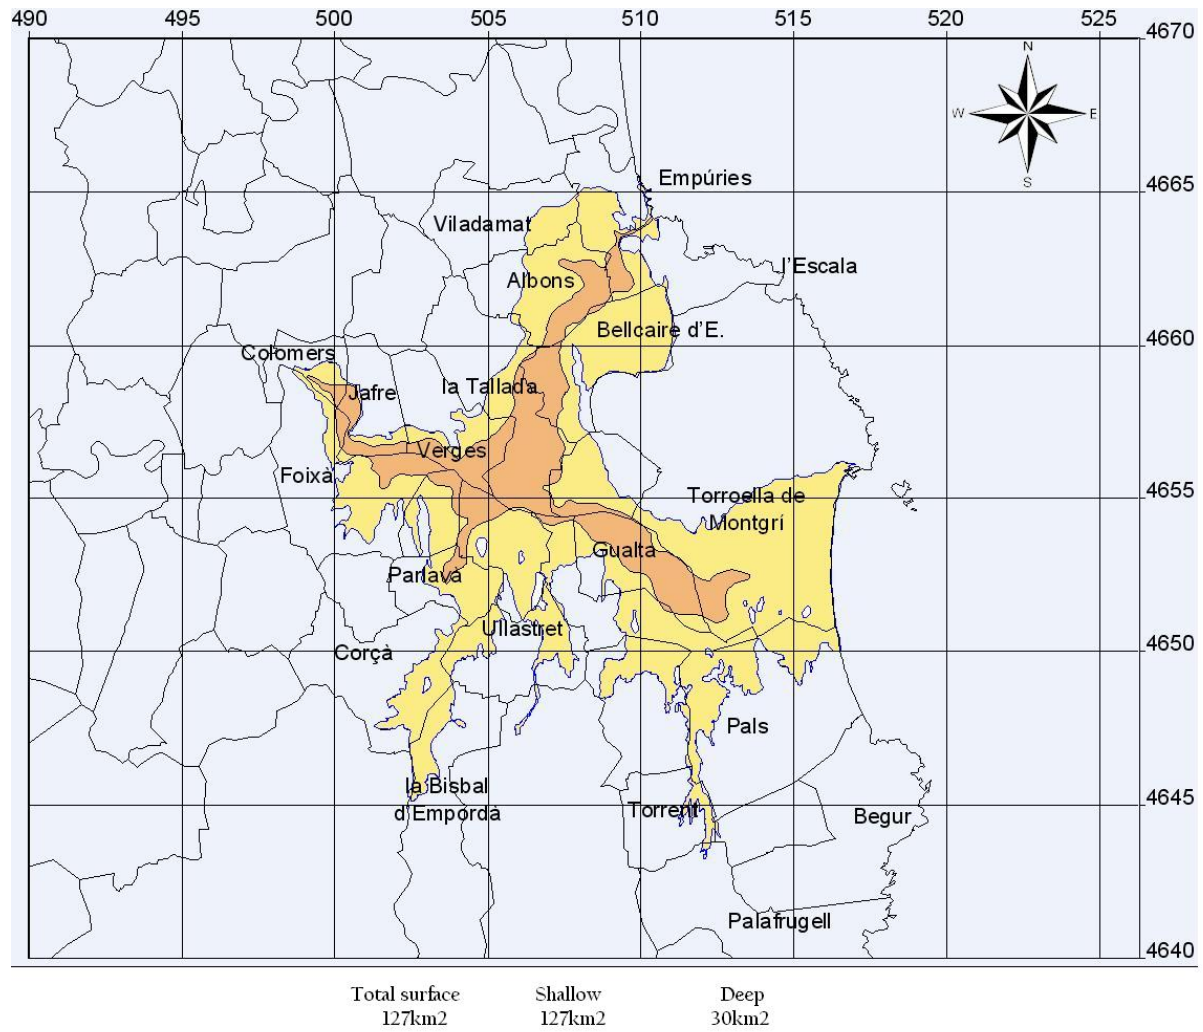 490 495 500 505 510 515 520 525
4670
N
W E
S
Empúries
4665
Viladamat
l'Escala
Albons
Bellcaire d'E.
4660
Colomers
la Tallada
Jafre
Verges
Foixà
4655
Torroella de
Montgrí
Gualta
Parlavà
Ullastret
Corçà
4650
Pals
la Bisbal
d'Empordà
4645
Torrent
Begur
Palafrugell
4640
Total surface Shallow Deep
127km2 127km2 30km2